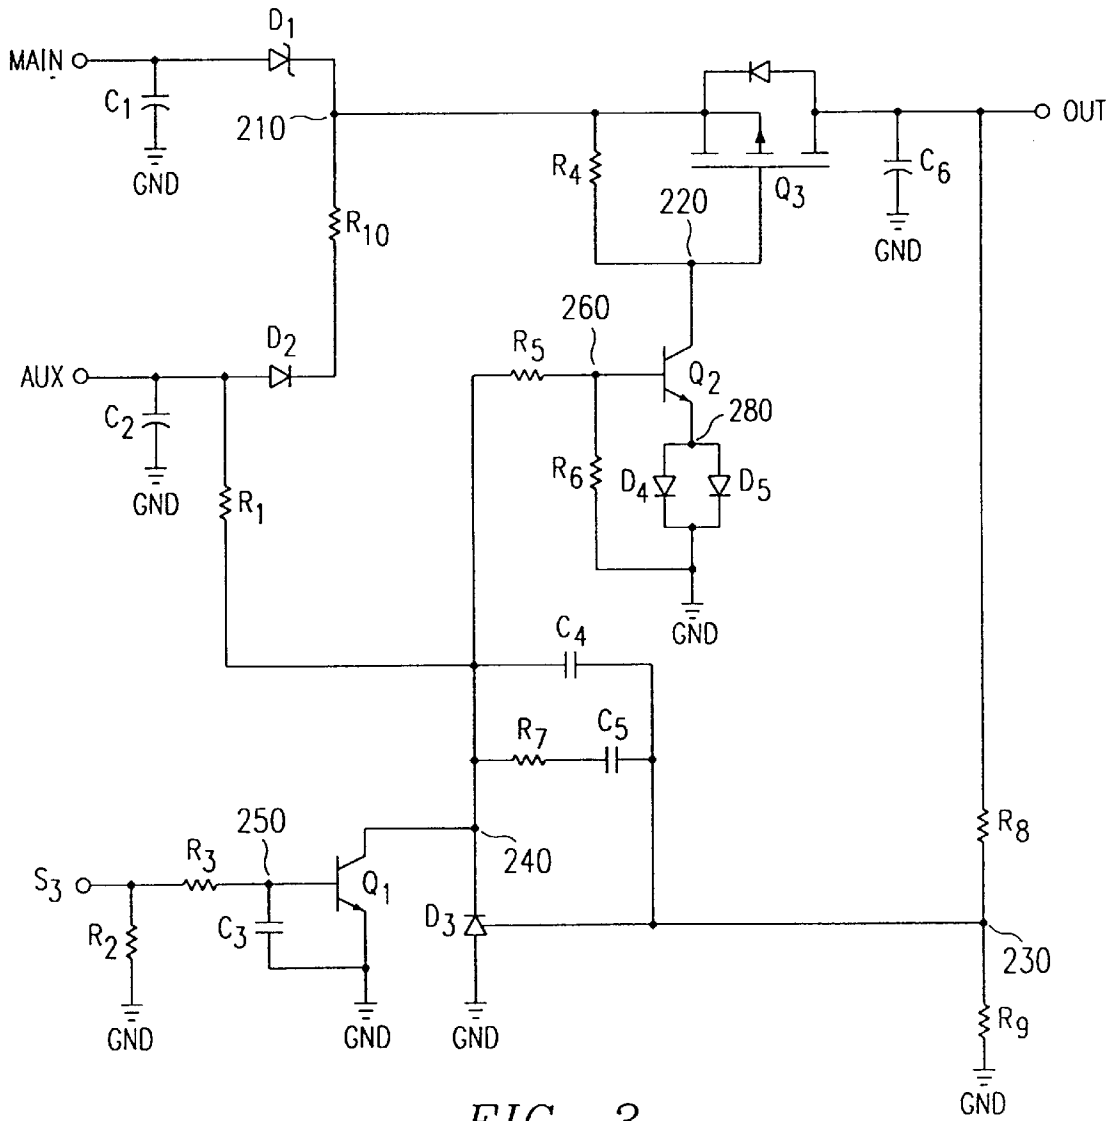 D1
MAIN
C1
GND
210
OUT
R4
Q3
C6
GND
220
R10
D2
AUX
C2
GND
R1
260
R5
Q2
280
R6
D4
D5
GND
C4
R7
C5
R8
250
240
R3
S3
Q1
R2
C3
D3
230
GND
GND
GND
R9
GND